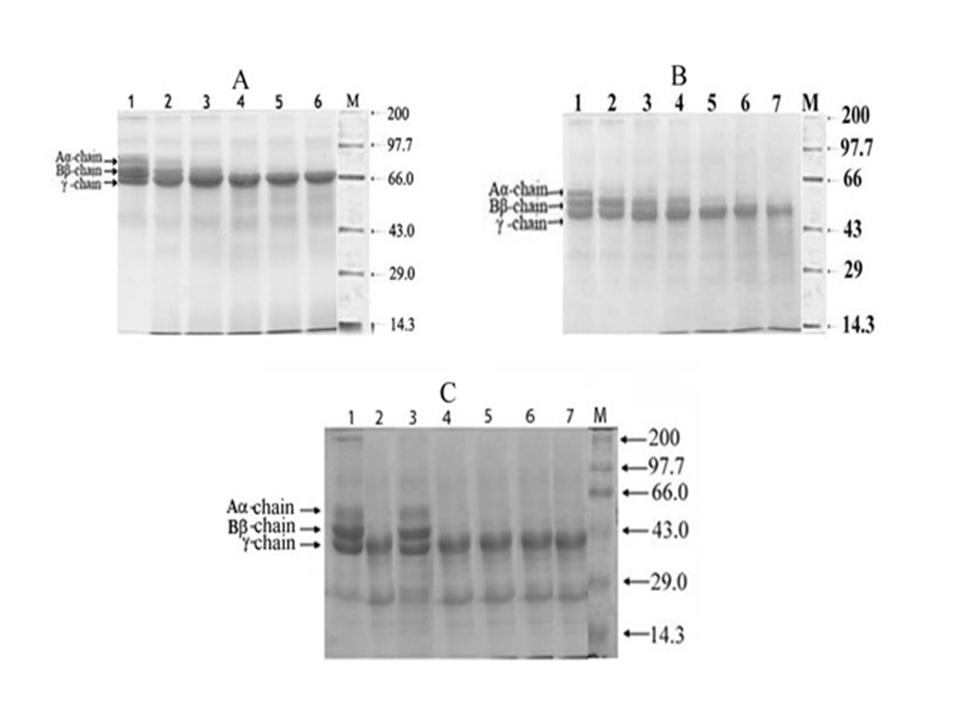 A
1 2 3 4 5 6 M
200
97.7
Aα-chain
Bβ-chain
γ-chain
66.0
43.0
29.0
14.3
B
1 2 3 4 5 6 7 M
200
97.7
66
Aα-chain
Bβ-chain
γ-chain
43
29
14.3
C
1 2 3 4 5 6 7 M
200
97.7
66.0
Aα-chain
Bβ-chain
γ-chain
43.0
29.0
14.3